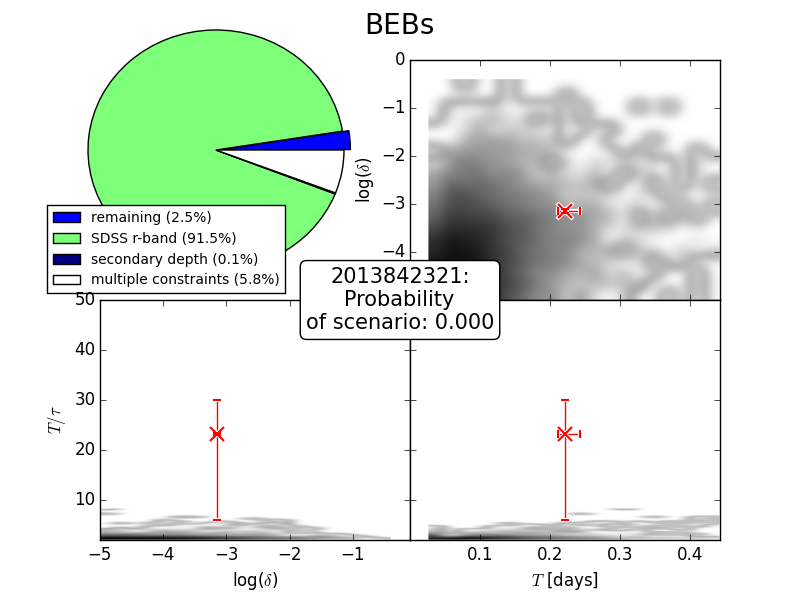 BEBs
remaining (2.5%)
SDSS r-band (91.5%)
secondary depth (0.1%)
multiple constraints (5.8%)
0
−1
−2
−3
−4
log(δ)
2013842321:
Probability
of scenario: 0.000
50
40
30
20
10
T/τ
−5 −4 −3 −2 −1
log(δ)
0.1 0.2 0.3 0.4
T [days]